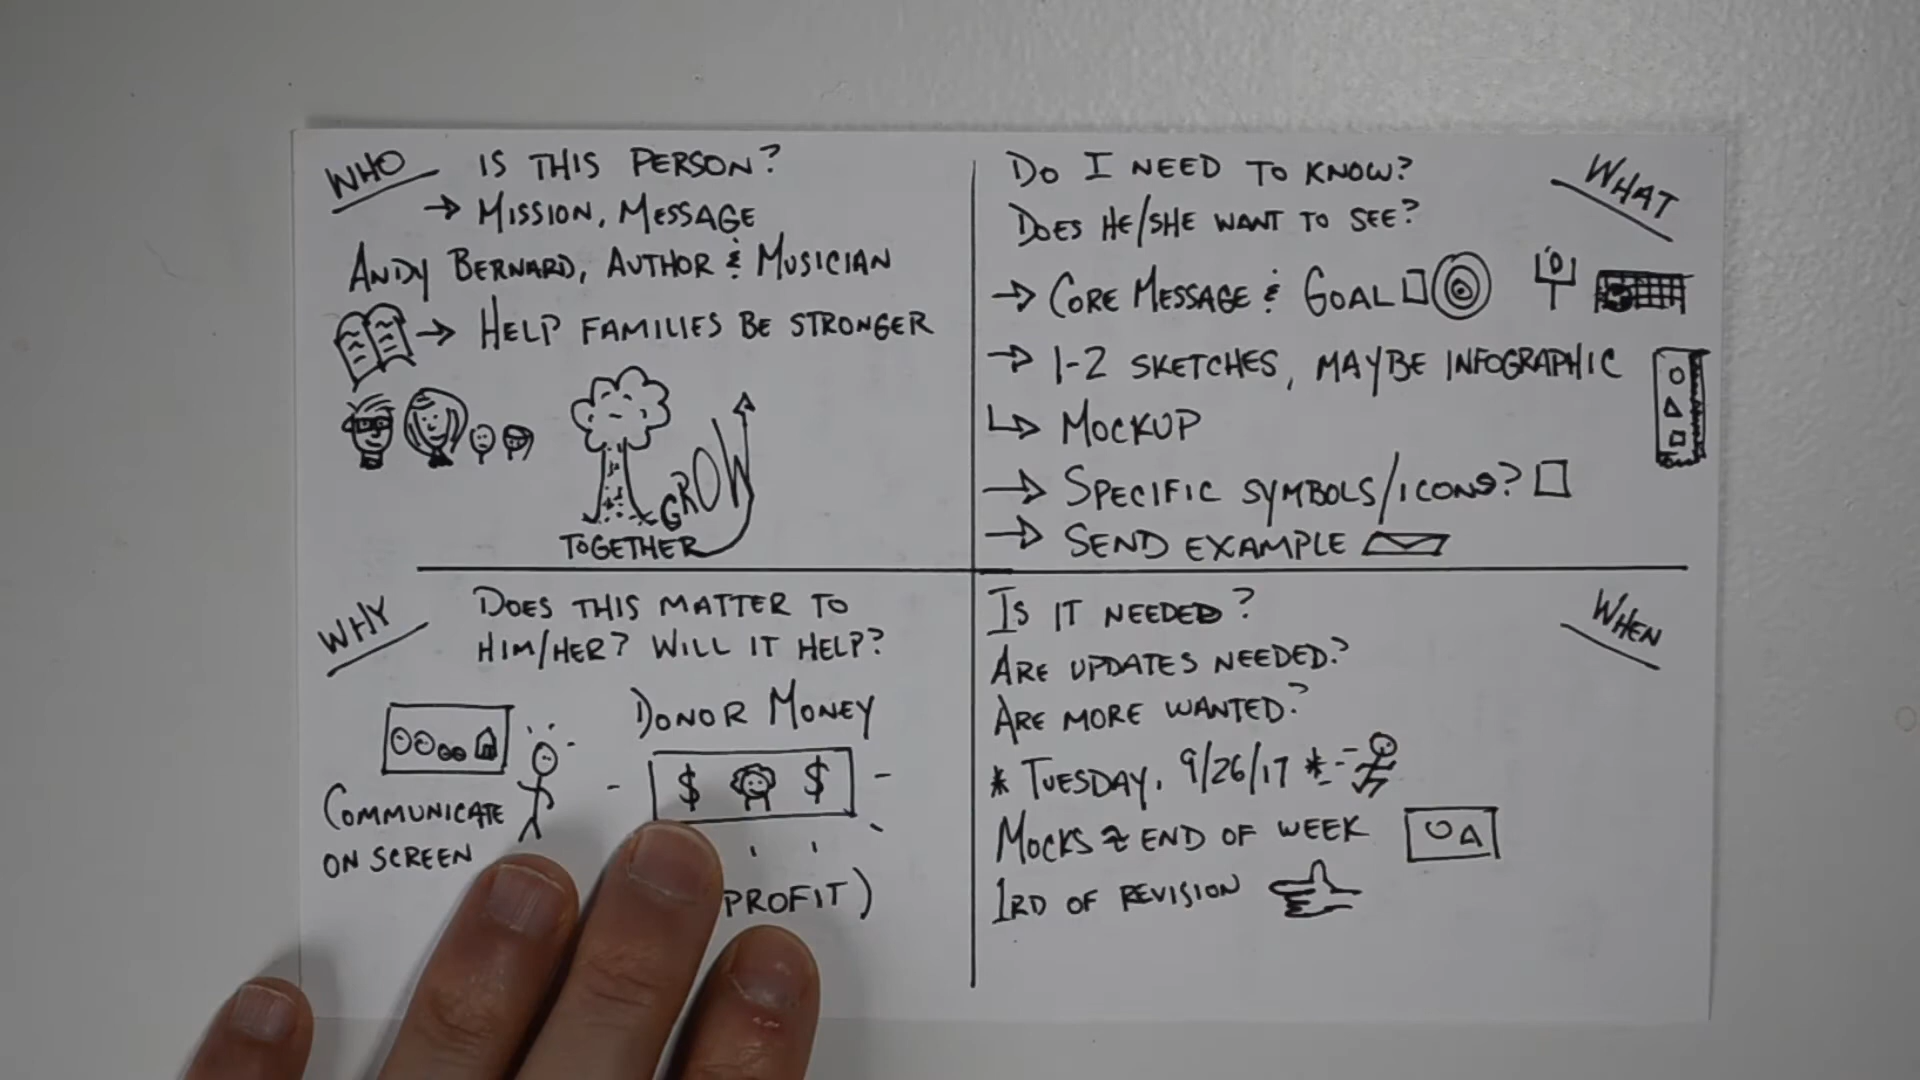 WHO IS THIS PERSON?
→ MISSION, MESSAGE
ANDY BERNARD, AUTHOR & MUSICIAN
→ HELP FAMILIES BE STRONGER
GROW
TOGETHER
WHAT
DO I NEED TO KNOW?
DOES HE/SHE WANT TO SEE?
→ CORE MESSAGE & GOAL
→ 1-2 SKETCHES, MAYBE INFOGRAPHIC
↳ MOCKUP
→ SPECIFIC SYMBOLS/ICONS?
→ SEND EXAMPLE
WHY DOES THIS MATTER TO
HIM/HER? WILL IT HELP?
DONOR MONEY
$ $
COMMUNICATE
ON SCREEN
PROFIT)
WHEN
IS IT NEEDED?
ARE UPDATES NEEDED?
ARE MORE WANTED?
* TUESDAY, 9/26/17 *
MOCKS END OF WEEK
1RD OF REVISION